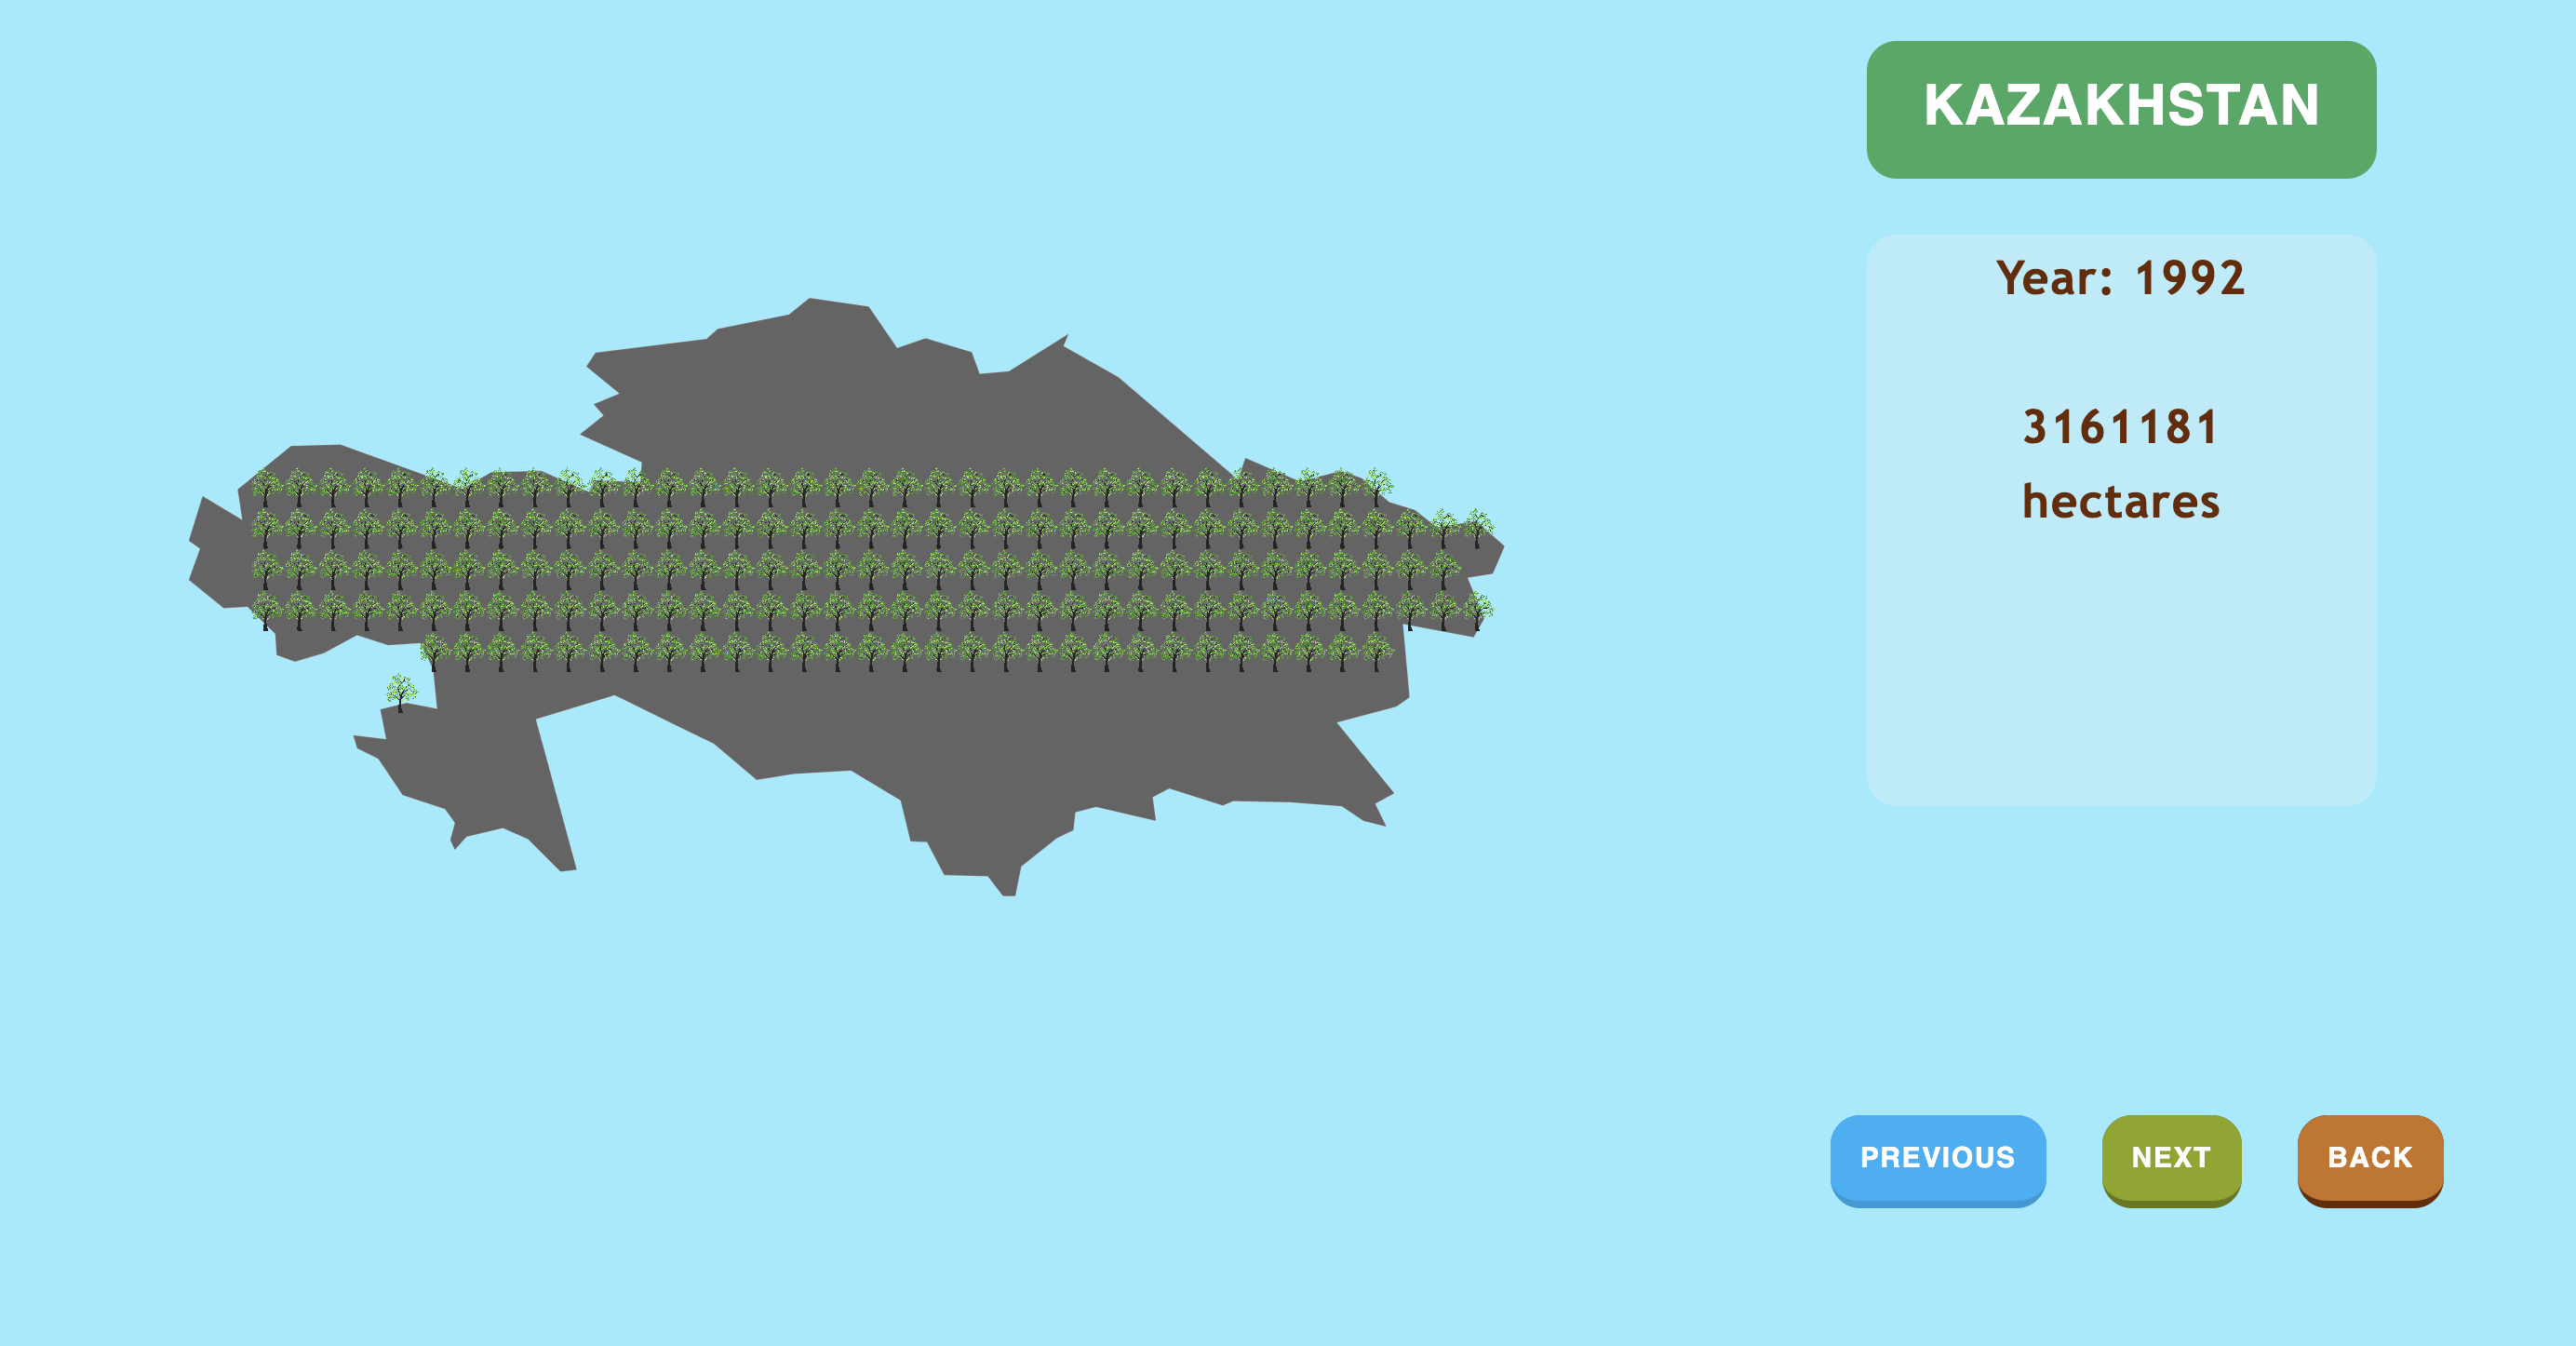 KAZAKHSTAN
Year: 1992
3161181
hectares
PREVIOUS
NEXT
BACK